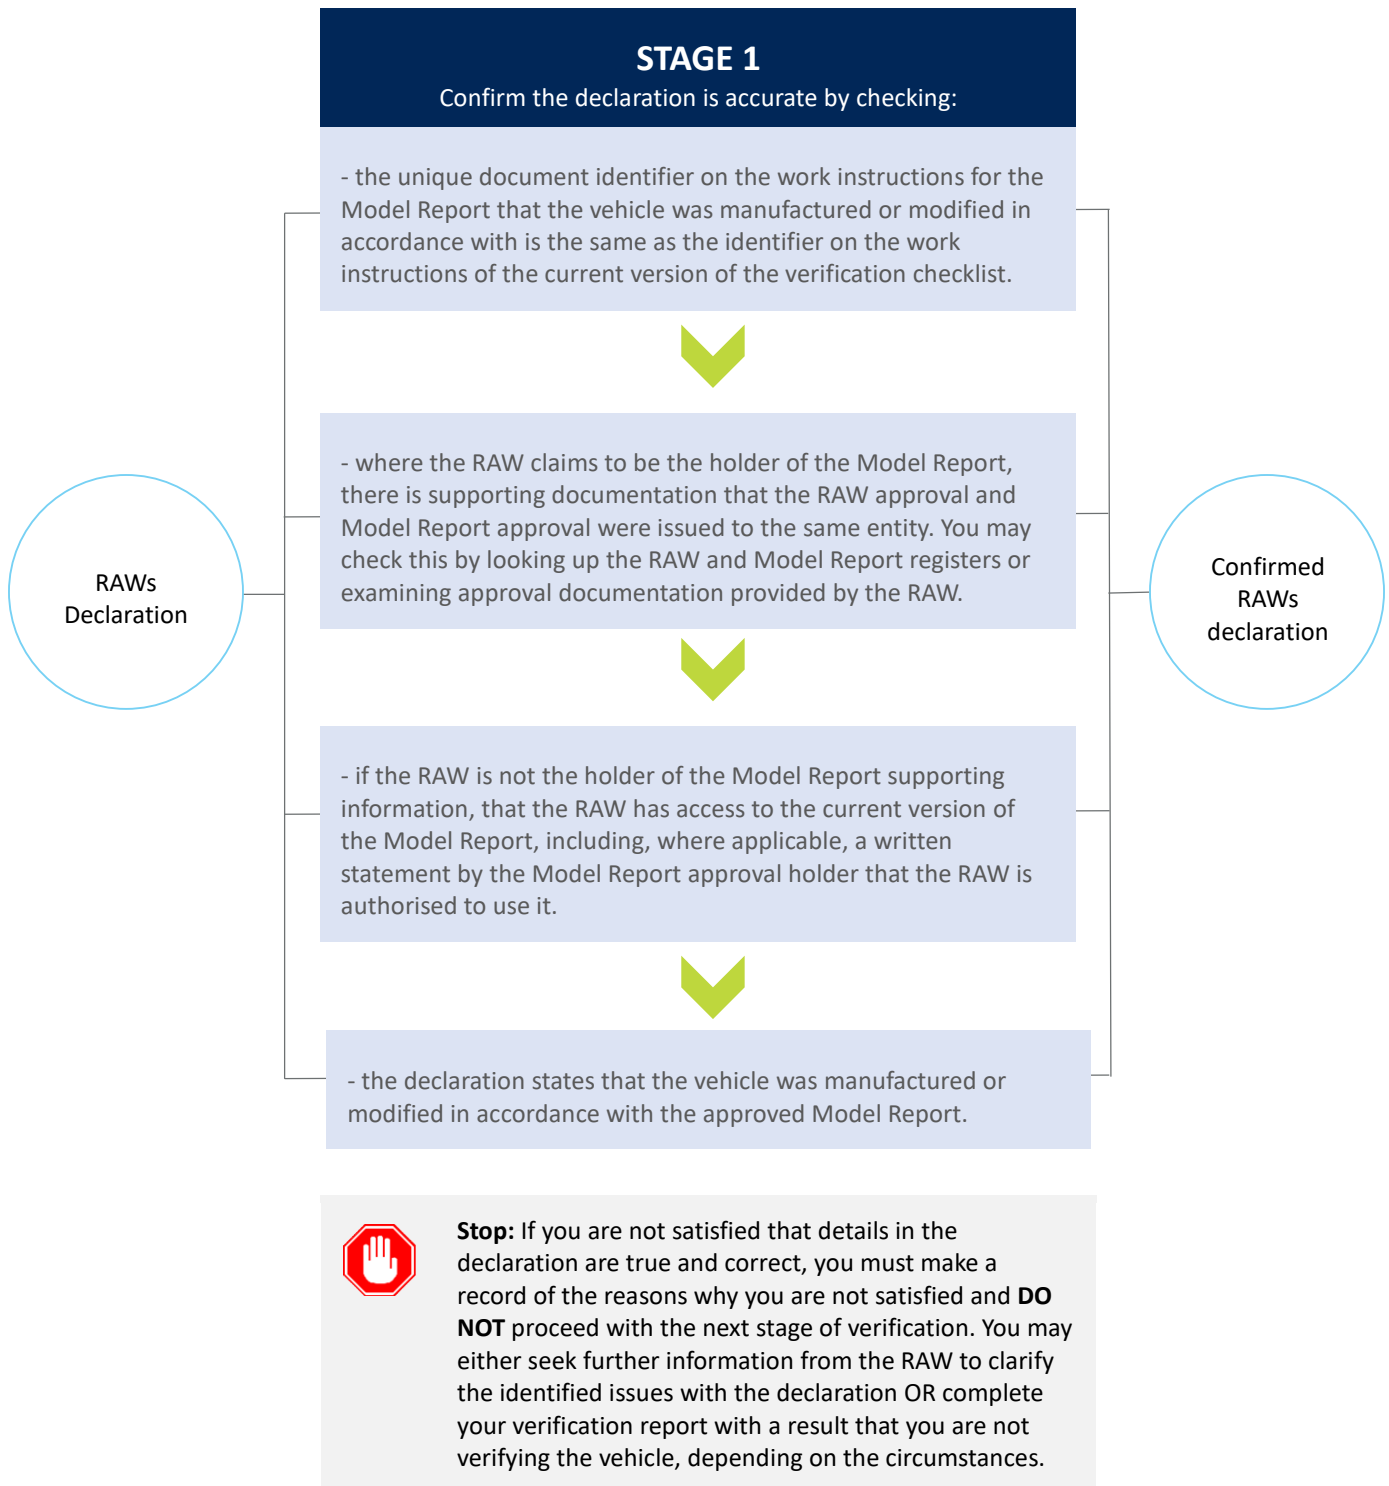 STAGE 1
Confirm the declaration is accurate by checking:
- the unique document identifier on the work instructions for the
Model Report that the vehicle was manufactured or modified in
accordance with is the same as the identifier on the work
instructions of the current version of the verification checklist.
- where the RAW claims to be the holder of the Model Report,
there is supporting documentation that the RAW approval and
Model Report approval were issued to the same entity. You may
check this by looking up the RAW and Model Report registers or
examining approval documentation provided by the RAW.
RAWs
Declaration
Confirmed
RAWs
declaration
- if the RAW is not the holder of the Model Report supporting
information, that the RAW has access to the current version of
the Model Report, including, where applicable, a written
statement by the Model Report approval holder that the RAW is
authorised to use it.
- the declaration states that the vehicle was manufactured or
modified in accordance with the approved Model Report.
Stop: If you are not satisfied that details in the
declaration are true and correct, you must make a
record of the reasons why you are not satisfied and DO
NOT proceed with the next stage of verification. You may
either seek further information from the RAW to clarify
the identified issues with the declaration OR complete
your verification report with a result that you are not
verifying the vehicle, depending on the circumstances.